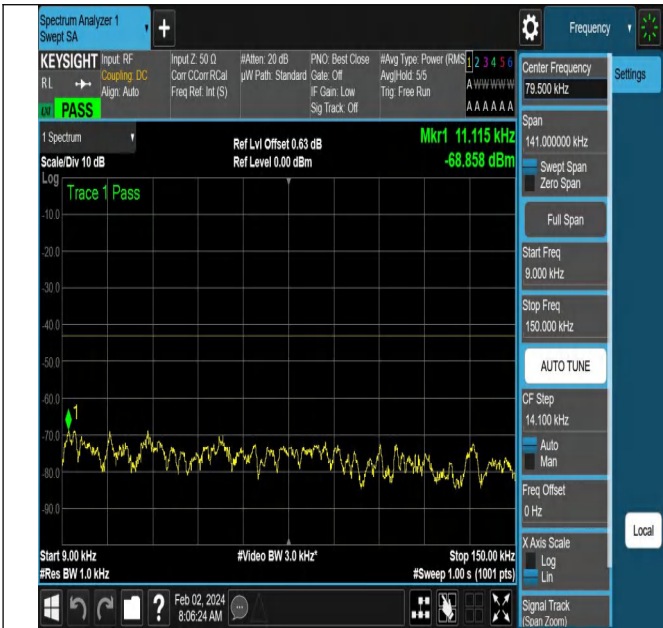 Spectrum Analyzer 1
Swept SA
Frequency
KEYSIGHT
RL
PASS
Input: RF
Coupling: DC
Align: Auto
Input Z: 50 Ω
Corr CCorr RCal
Freq Ref: Int (S)
#Atten: 20 dB
µW Path: Standard
PNO: Best Close
Gate: Off
IF Gain: Low
Sig Track: Off
#Avg Type: Power (RMS
Avg|Hold: 5/5
Trig: Free Run
1 2 3 4 5 6
A W W W W W
A A A A A A
1 Spectrum
Scale/Div 10 dB
Log
Ref Lvl Offset 0.63 dB
Ref Level 0.00 dBm
Mkr1 11.115 kHz
-68.858 dBm
Trace 1 Pass
-10.0
-20.0
-30.0
-40.0
-50.0
-60.0
-70.0
-80.0
-90.0
1
Start 9.00 kHz
#Res BW 1.0 kHz
#Video BW 3.0 kHz*
Stop 150.00 kHz
#Sweep 1.00 s (1001 pts)
Feb 02, 2024
8:06:24 AM
?
Center Frequency
79.500 kHz
Settings
Span
141.000000 kHz
Swept Span
Zero Span
Full Span
Start Freq
9.000 kHz
Stop Freq
150.000 kHz
AUTO TUNE
CF Step
14.100 kHz
Auto
Man
Freq Offset
0 Hz
Local
X Axis Scale
Log
Lin
Signal Track
(Span Zoom)